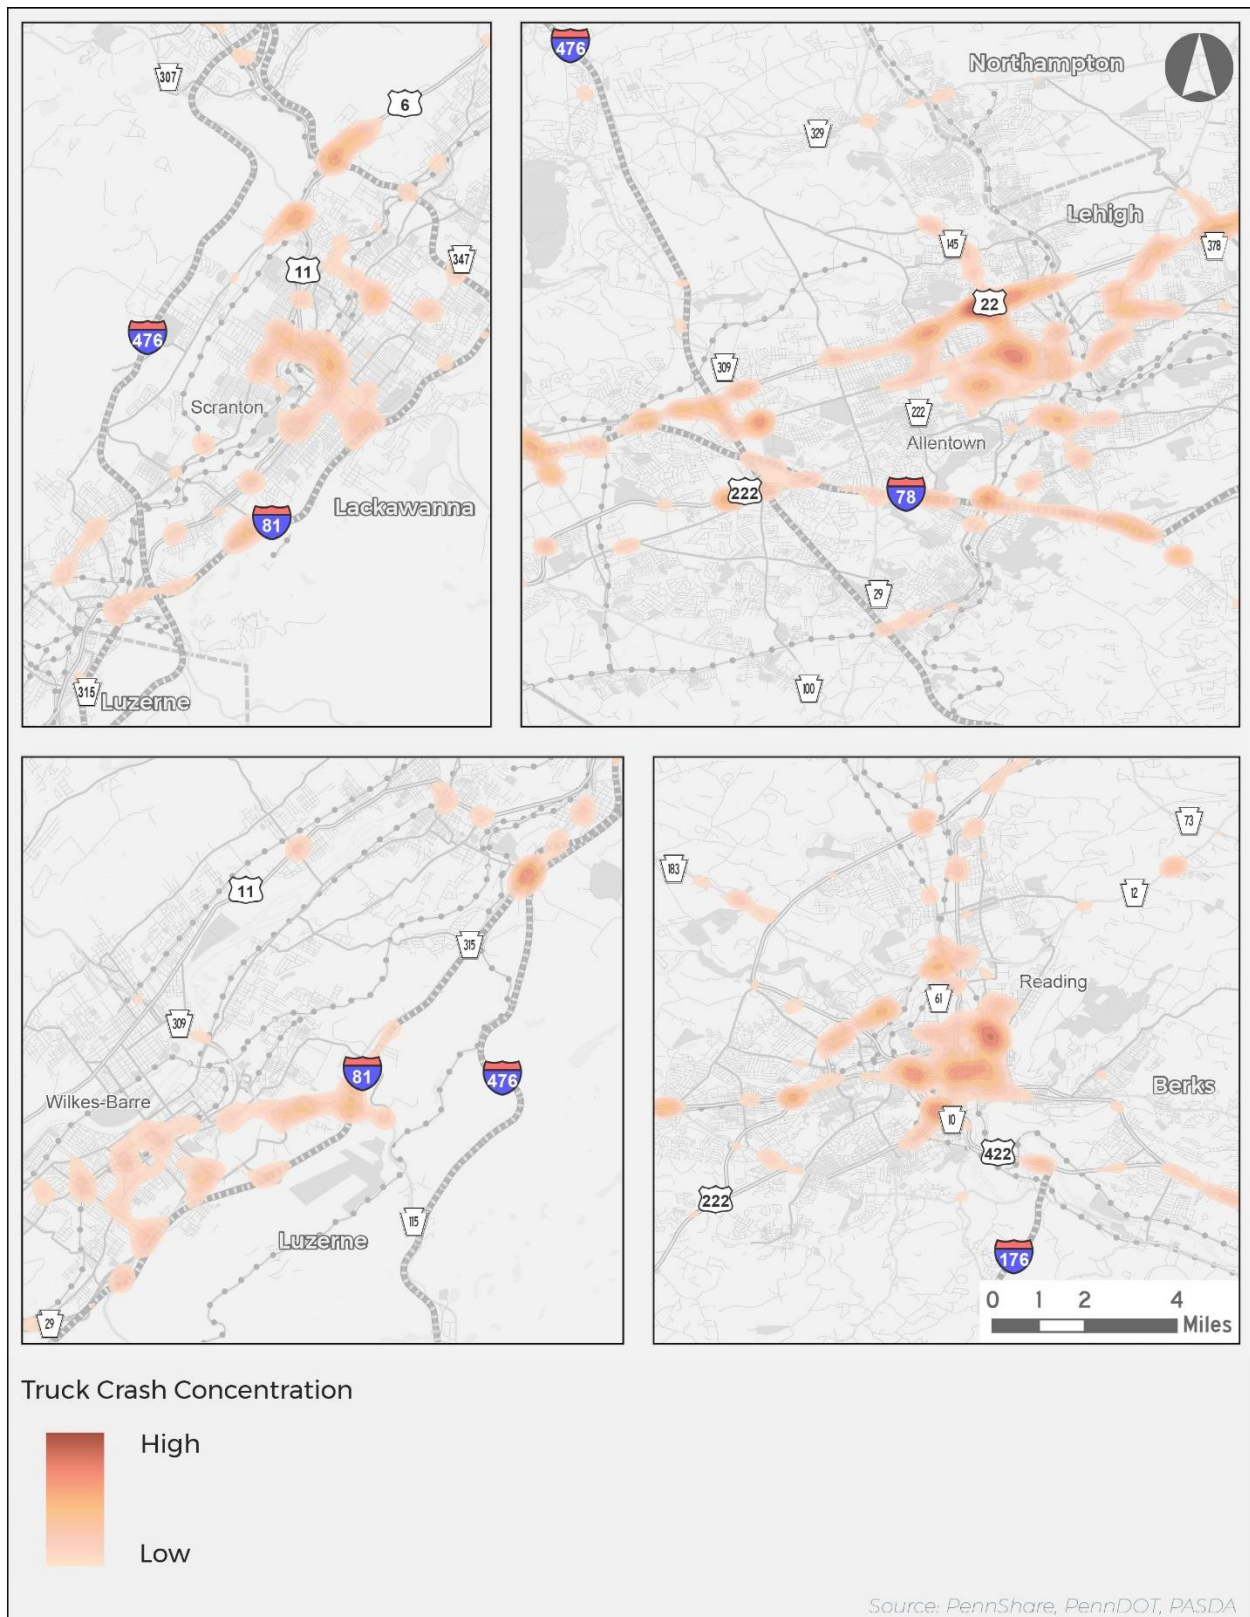 307
6
11
347
476
Scranton
Lackawanna
81
315
Luzerne
476
Northampton
329
Lehigh
145
378
22
309
222
Allentown
222
78
29
100
11
315
309
81
476
Wilkes-Barre
115
Luzerne
29
183
73
12
Reading
61
Berks
10
422
222
176
0 1 2 4
Miles
Truck Crash Concentration
High
Low
Source: PennShare, PennDOT, PASDA